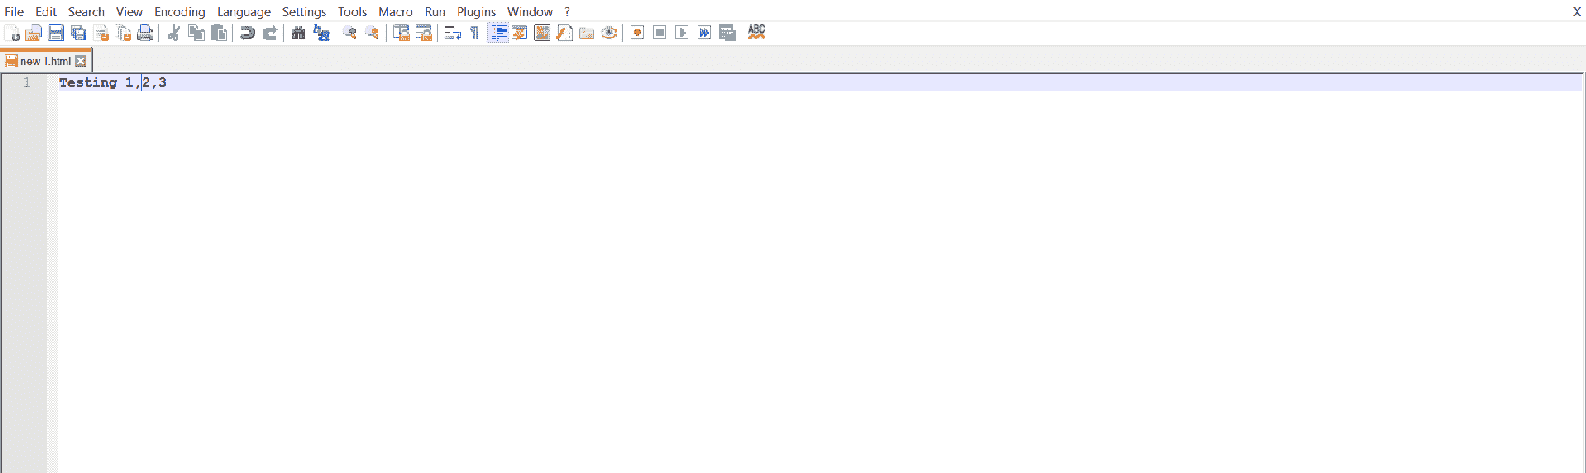 File Edit Search View Encoding Language Settings Tools Macro Run Plugins Window ? X
ABC
new 1.html
1 Testing 1,2,3